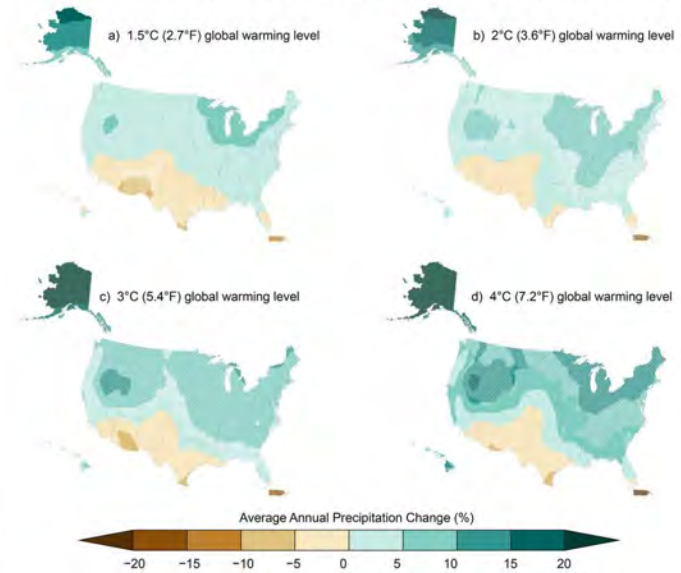 a) 1.5°C (2.7°F) global warming level
b) 2°C (3.6°F) global warming level
c) 3°C (5.4°F) global warming level
d) 4°C (7.2°F) global warming level
Average Annual Precipitation Change (%)
−20 −15 −10 −5 0 5 10 15 20